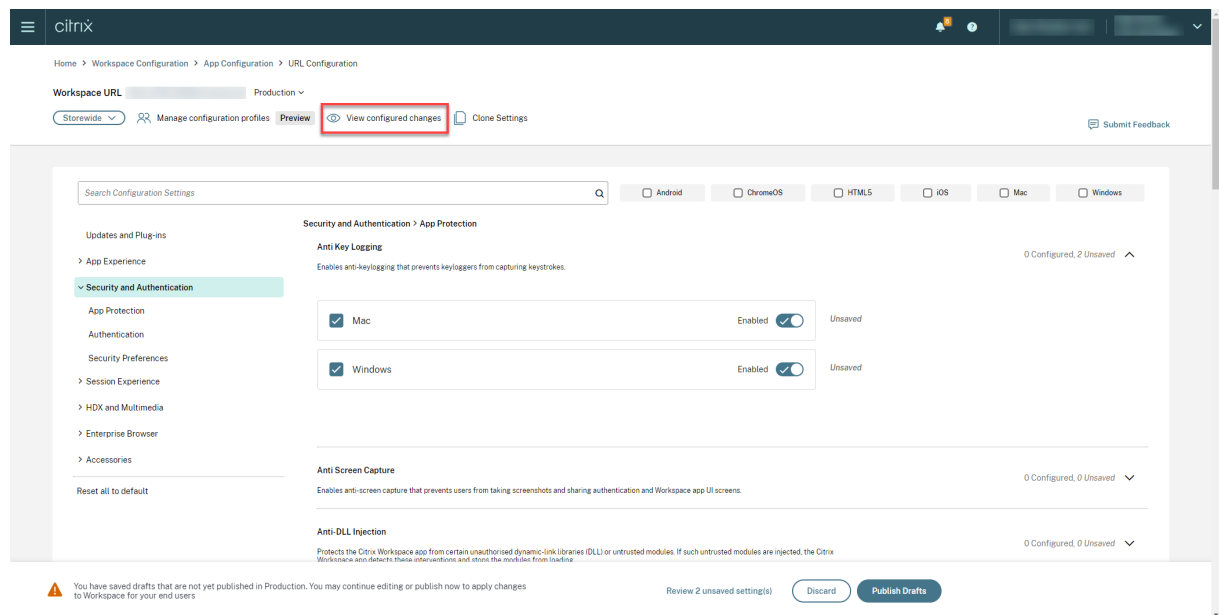 citrix
Home > Workspace Configuration > App Configuration > URL Configuration
Workspace URL
Production
Storewide
Manage configuration profiles
Preview
View configured changes
Clone Settings
Submit Feedback
Search Configuration Settings
Android
ChromeOS
HTML5
iOS
Mac
Windows
Updates and Plug-ins
App Experience
Security and Authentication
App Protection
Authentication
Security Preferences
Session Experience
HDX and Multimedia
Enterprise Browser
Accessories
Reset all to default
Security and Authentication > App Protection
Anti Key Logging
Enables anti-keylogging that prevents keyloggers from capturing keystrokes.
0 Configured, 2 Unsaved
Mac
Enabled
Unsaved
Windows
Enabled
Unsaved
Anti Screen Capture
Enables anti-screen capture that prevents users from taking screenshots and sharing authentication and Workspace app UI screens.
0 Configured, 0 Unsaved
Anti-DLL Injection
Protects the Citrix Workspace app from certain unauthorised dynamic-link libraries (DLL) or untrusted modules. If such untrusted modules are injected, the Citrix
Workspace app detects these interventions and stops the modules from loading
0 Configured, 0 Unsaved
You have saved drafts that are not yet published in Production. You may continue editing or publish now to apply changes
to Workspace for your end users
Review 2 unsaved setting(s)
Discard
Publish Drafts